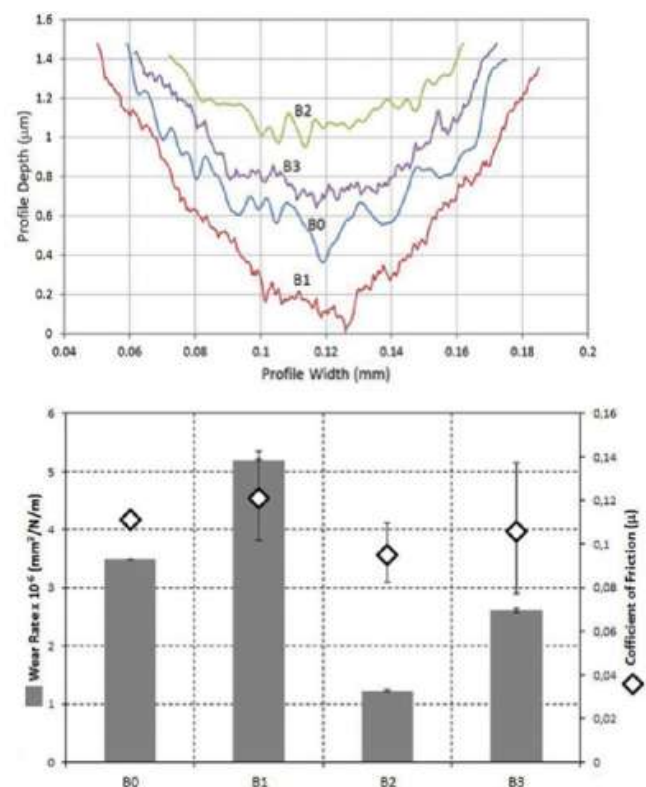 1.6
1.4
1.2
1
0.8
0.6
0.4
0.2
0
Profile Depth (µm)
B2
B3
B0
B1
0.04 0.06 0.08 0.1 0.12 0.14 0.16 0.18 0.2
Profile Width (mm)
6
5
4
3
2
1
0
Wear Rate x 10⁻⁶ (mm²/N/m)
0,16
0,14
0,12
0,1
0,08
0,06
0,04
0,02
0
Cofficient of Friction (µ)
B0 B1 B2 B3